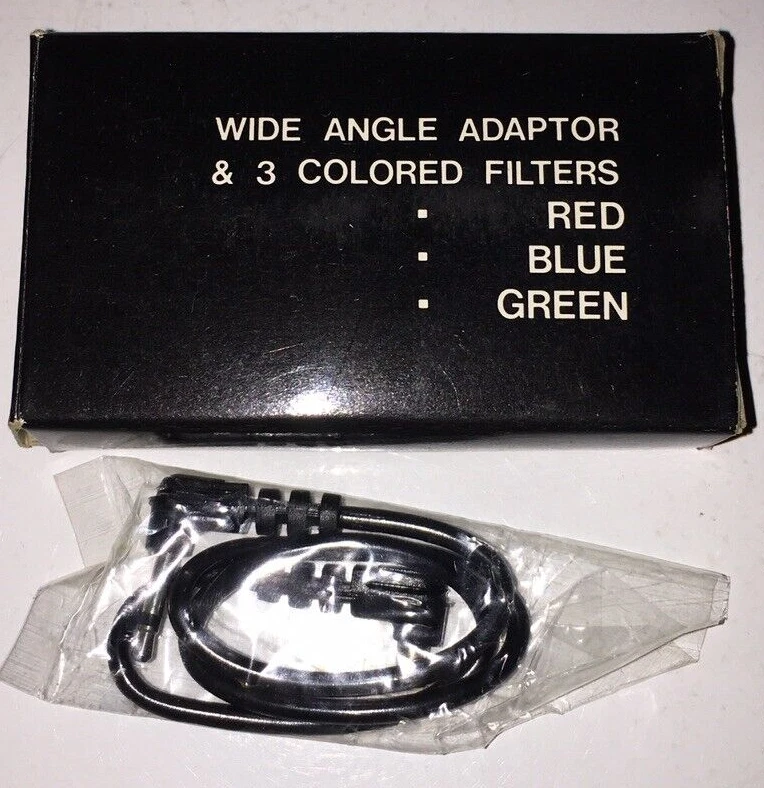 WIDE ANGLE ADAPTOR
& 3 COLORED FILTERS
▪ RED
▪ BLUE
▪ GREEN